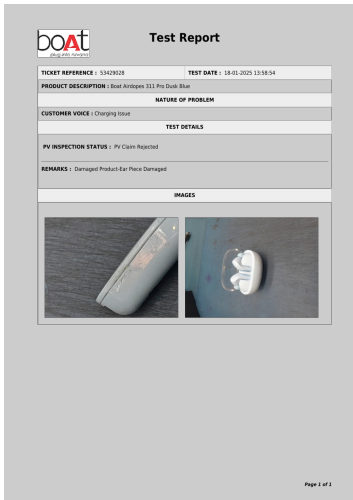 boAt
plug into nirvana
Test Report
TICKET REFERENCE : 53429028 TEST DATE : 18-01-2025 13:58:54
PRODUCT DESCRIPTION : Boat Airdopes 311 Pro Dusk Blue
NATURE OF PROBLEM
CUSTOMER VOICE : Charging Issue
TEST DETAILS
PV INSPECTION STATUS : PV Claim Rejected
REMARKS : Damaged Product-Ear Piece Damaged
IMAGES
Page 1 of 1